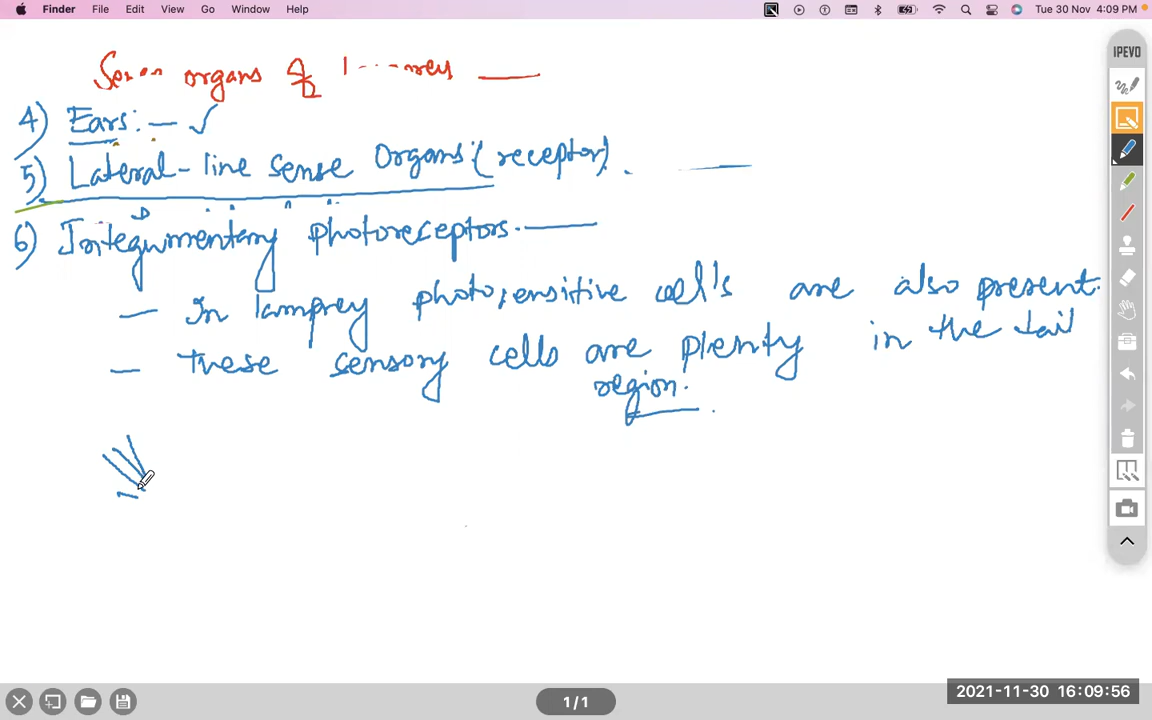 Finder File Edit View Go Window Help Tue 30 Nov 4:09 PM
IPEVO
organs of
4) Ears:- ✓
5) Lateral-line sense Organs (receptor).
6) Integumentary photoreceptors.
- In lamprey photosensitive cells are also present.
- These sensory cells are plenty in the tail
region.
1/1
2021-11-30 16:09:56